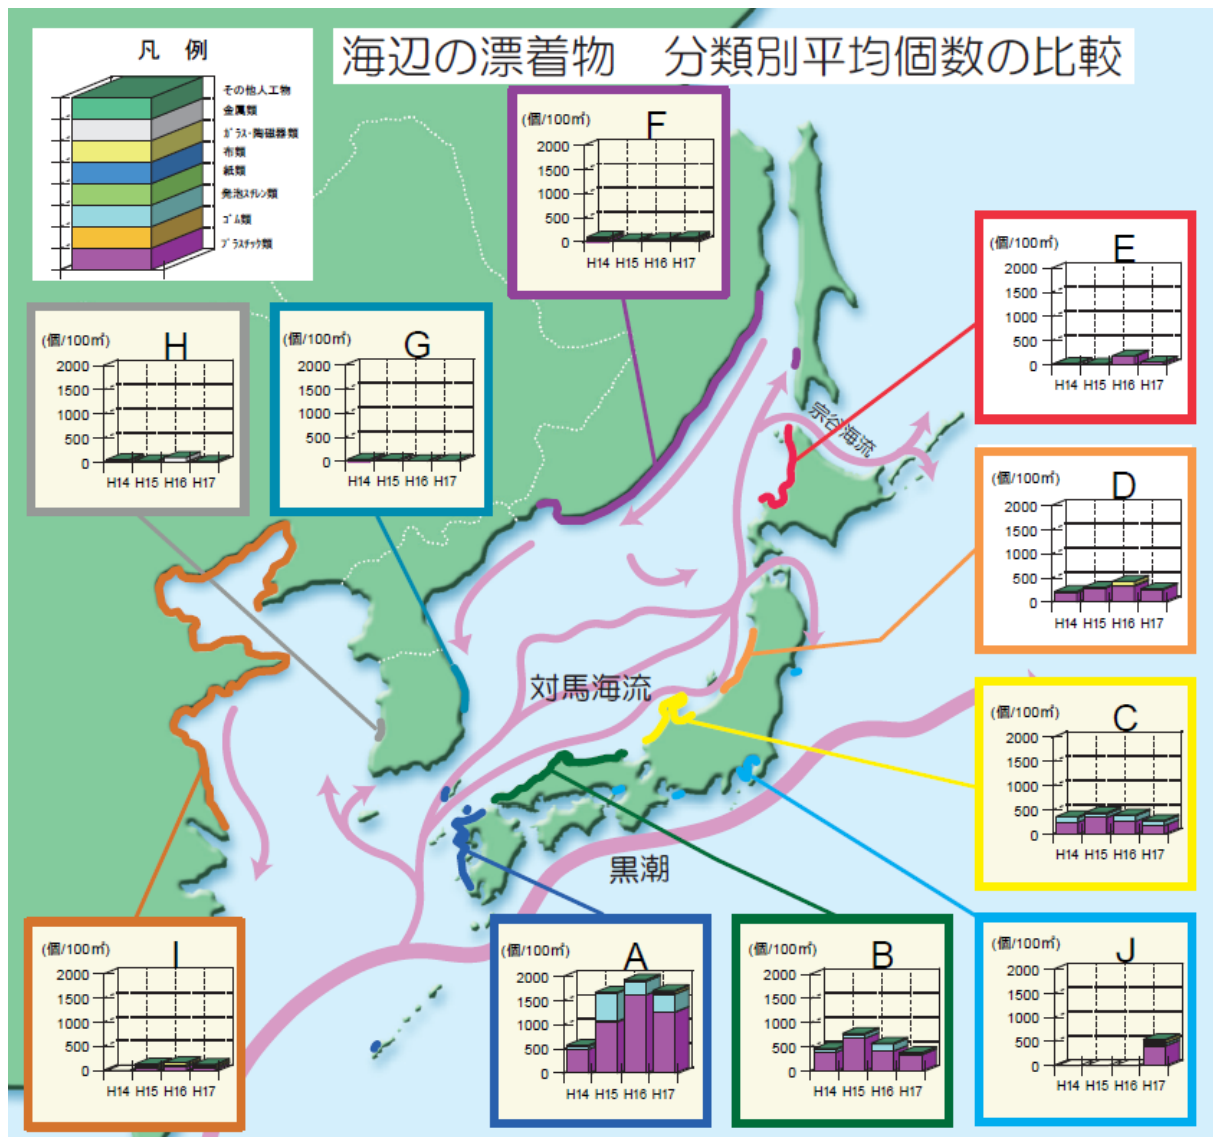 海辺の漂着物　分類別平均個数の比較
凡　例
その他人工物
金属類
ｶﾞﾗｽ・陶磁器類
布類
紙類
発泡ｽﾁﾚﾝ類
ｺﾞﾑ類
ﾌﾟﾗｽﾁｯｸ類
(個/100㎡)
F
2000
1500
1000
500
0
H14 H15 H16 H17
(個/100㎡)
E
2000
1500
1000
500
0
H14 H15 H16 H17
(個/100㎡)
H
2000
1500
1000
500
0
H14 H15 H16 H17
(個/100㎡)
G
2000
1500
1000
500
0
H14 H15 H16 H17
宗谷海流
(個/100㎡)
D
2000
1500
1000
500
0
H14 H15 H16 H17
対馬海流
(個/100㎡)
C
2000
1500
1000
500
0
H14 H15 H16 H17
黒潮
(個/100㎡)
I
2000
1500
1000
500
0
H14 H15 H16 H17
(個/100㎡)
A
2000
1500
1000
500
0
H14 H15 H16 H17
(個/100㎡)
B
2000
1500
1000
500
0
H14 H15 H16 H17
(個/100㎡)
J
2000
1500
1000
500
0
H14 H15 H16 H17